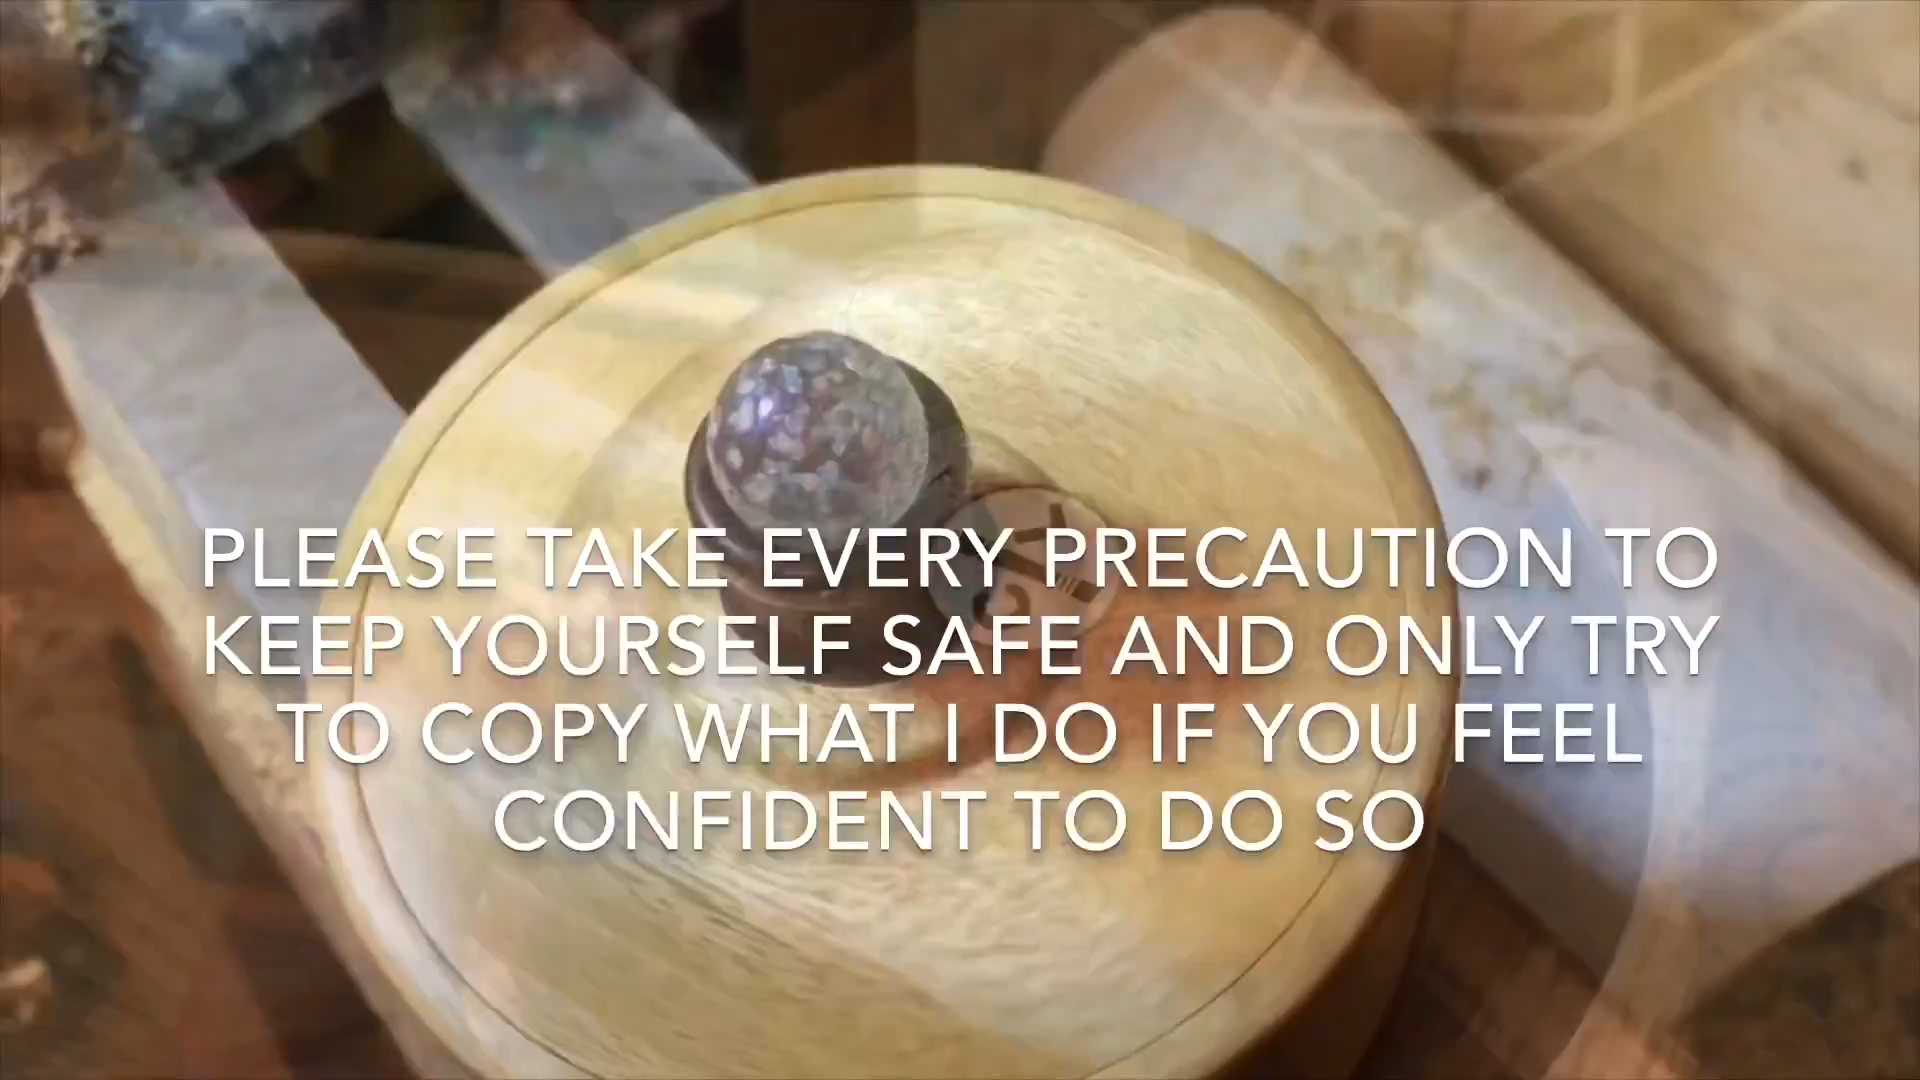 PLEASE TAKE EVERY PRECAUTION TO
KEEP YOURSELF SAFE AND ONLY TRY
TO COPY WHAT I DO IF YOU FEEL
CONFIDENT TO DO SO